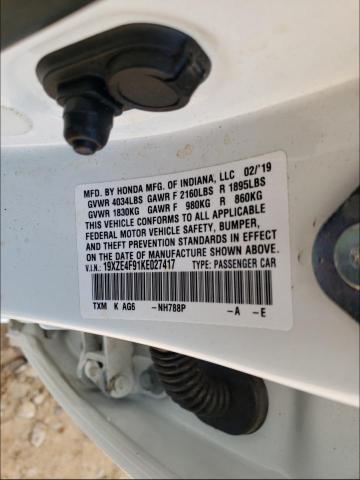 MFD. BY HONDA MFG. OF INDIANA, LLC 02/'19
GVWR 4034LBS GAWR F 2160LBS R 1895LBS
GVWR 1830KG GAWR F 980KG R 860KG
THIS VEHICLE CONFORMS TO ALL APPLICABLE
FEDERAL MOTOR VEHICLE SAFETY, BUMPER,
AND THEFT PREVENTION STANDARDS IN EFFECT
ON THE DATE OF MANUFACTURE SHOWN ABOVE.
V.I.N.: 19XZE4F91KE027417 TYPE: PASSENGER CAR
TXM K AG6 -NH788P -A -E